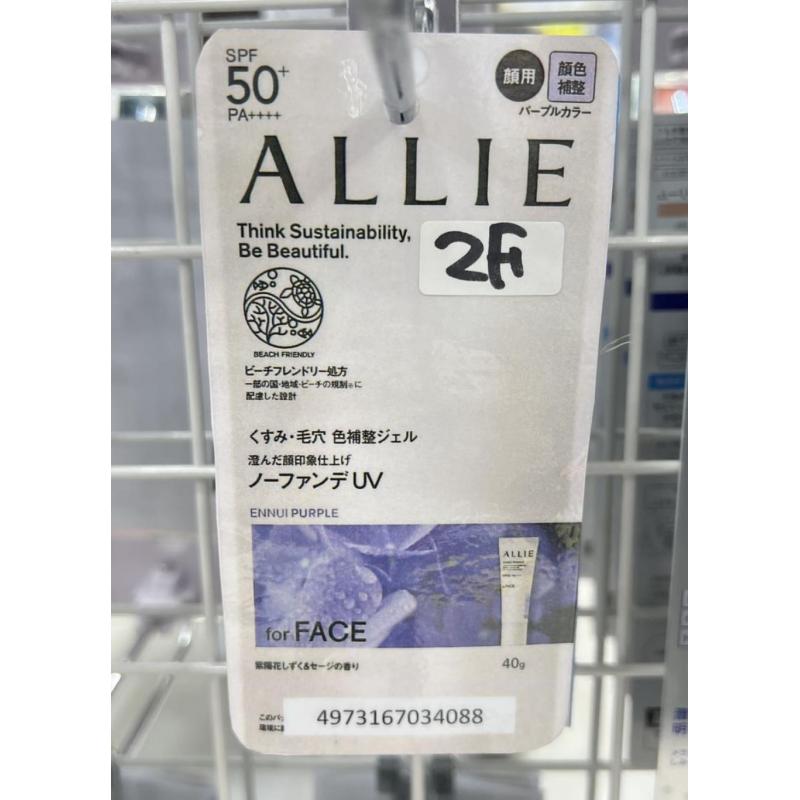 SPF
50+
PA++++
顔用
顔色
補整
パープルカラー
ALLIE
Think Sustainability,
Be Beautiful.
2F
BEACH FRIENDLY
ビーチフレンドリー処方
一部の国・地域・ビーチの規制※に
配慮した設計
くすみ・毛穴 色補整ジェル
澄んだ顔印象仕上げ
ノーファンデ UV
ENNUI PURPLE
ALLIE
for FACE
紫陽花しずく&セージの香り
40g
4973167034088